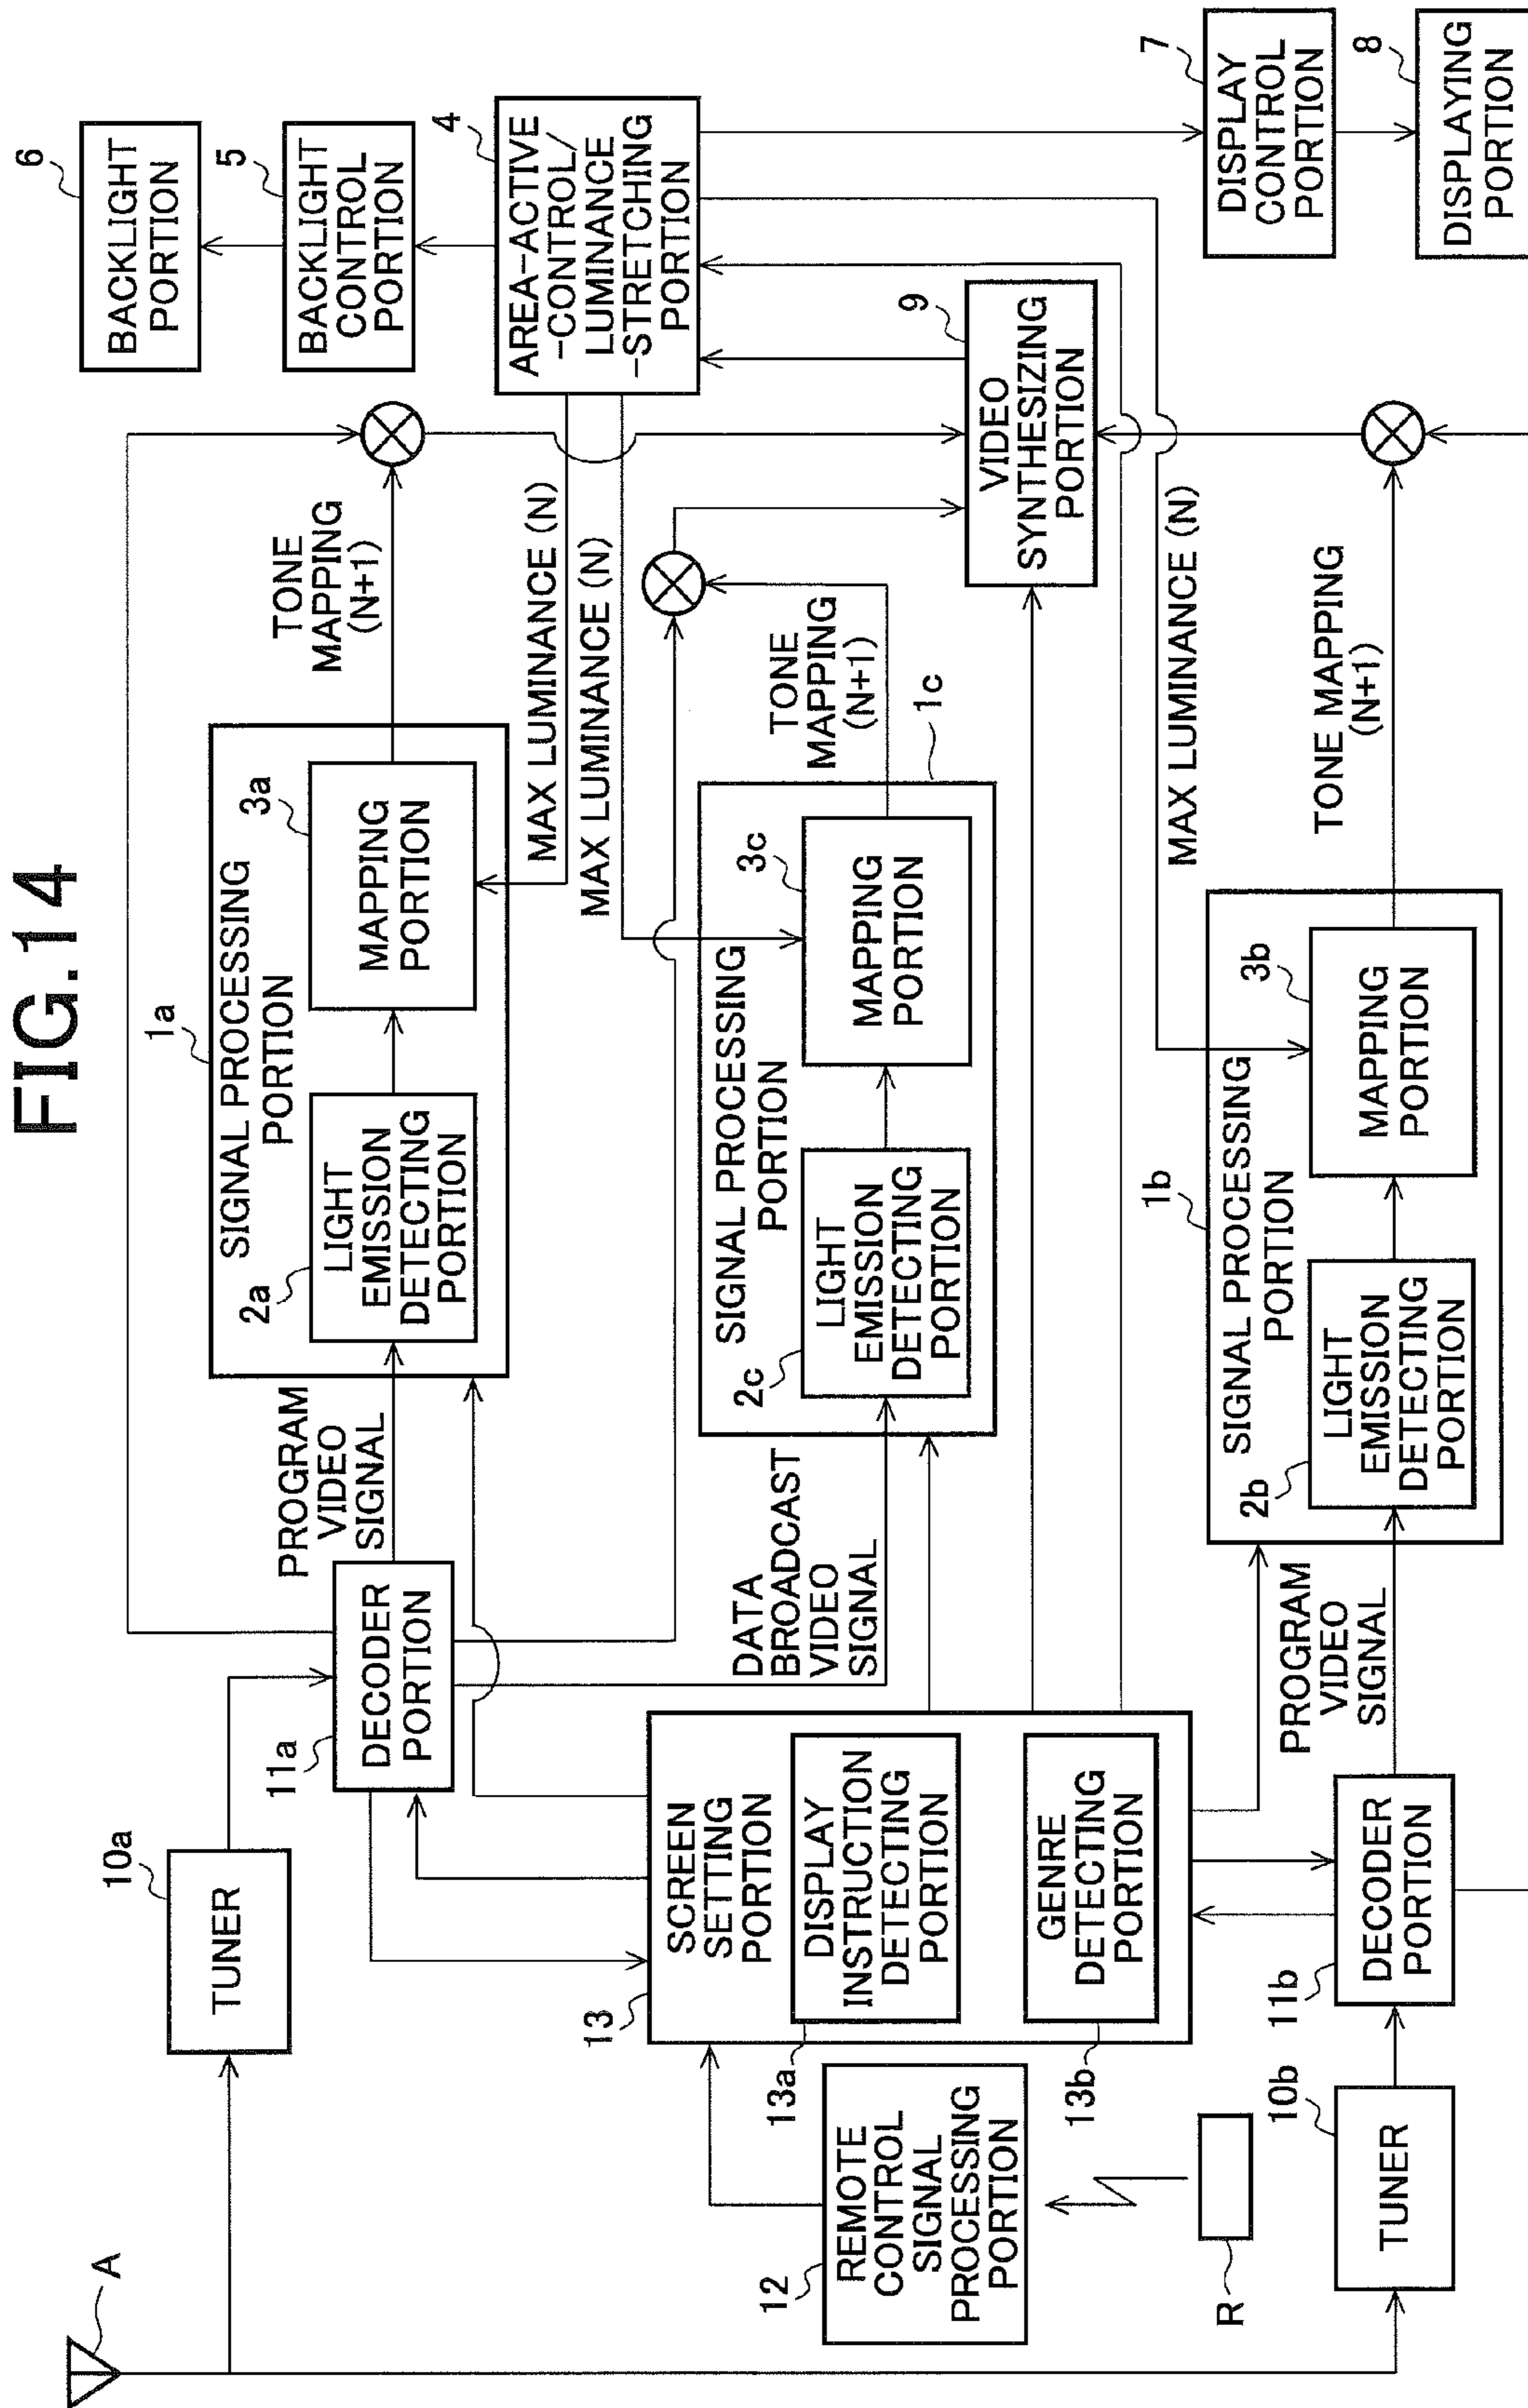 FIG.14
A
10a
TUNER
11a
DECODER
PORTION
PROGRAM
VIDEO
SIGNAL
1a
SIGNAL PROCESSING
PORTION
2a
LIGHT
EMISSION
DETECTING
PORTION
3a
MAPPING
PORTION
TONE
MAPPING
(N+1)
6
BACKLIGHT
PORTION
5
BACKLIGHT
CONTROL
PORTION
4
AREA-ACTIVE
-CONTROL/
LUMINANCE
-STRETCHING
PORTION
MAX LUMINANCE (N)
MAX LUMINANCE (N)
12
REMOTE
CONTROL
SIGNAL
PROCESSING
PORTION
R
13
SCREEN
SETTING
PORTION
13a
DISPLAY
INSTRUCTION
DETECTING
PORTION
13b
GENRE
DETECTING
PORTION
DATA
BROADCAST
VIDEO
SIGNAL
SIGNAL PROCESSING
PORTION
1c
2c
LIGHT
EMISSION
DETECTING
PORTION
3c
MAPPING
PORTION
TONE
MAPPING
(N+1)
9
VIDEO
SYNTHESIZING
PORTION
7
DISPLAY
CONTROL
PORTION
8
DISPLAYING
PORTION
10b
TUNER
11b
DECODER
PORTION
PROGRAM
VIDEO
SIGNAL
1b
SIGNAL PROCESSING
PORTION
2b
LIGHT
EMISSION
DETECTING
PORTION
3b
MAPPING
PORTION
MAX LUMINANCE (N)
TONE MAPPING
(N+1)